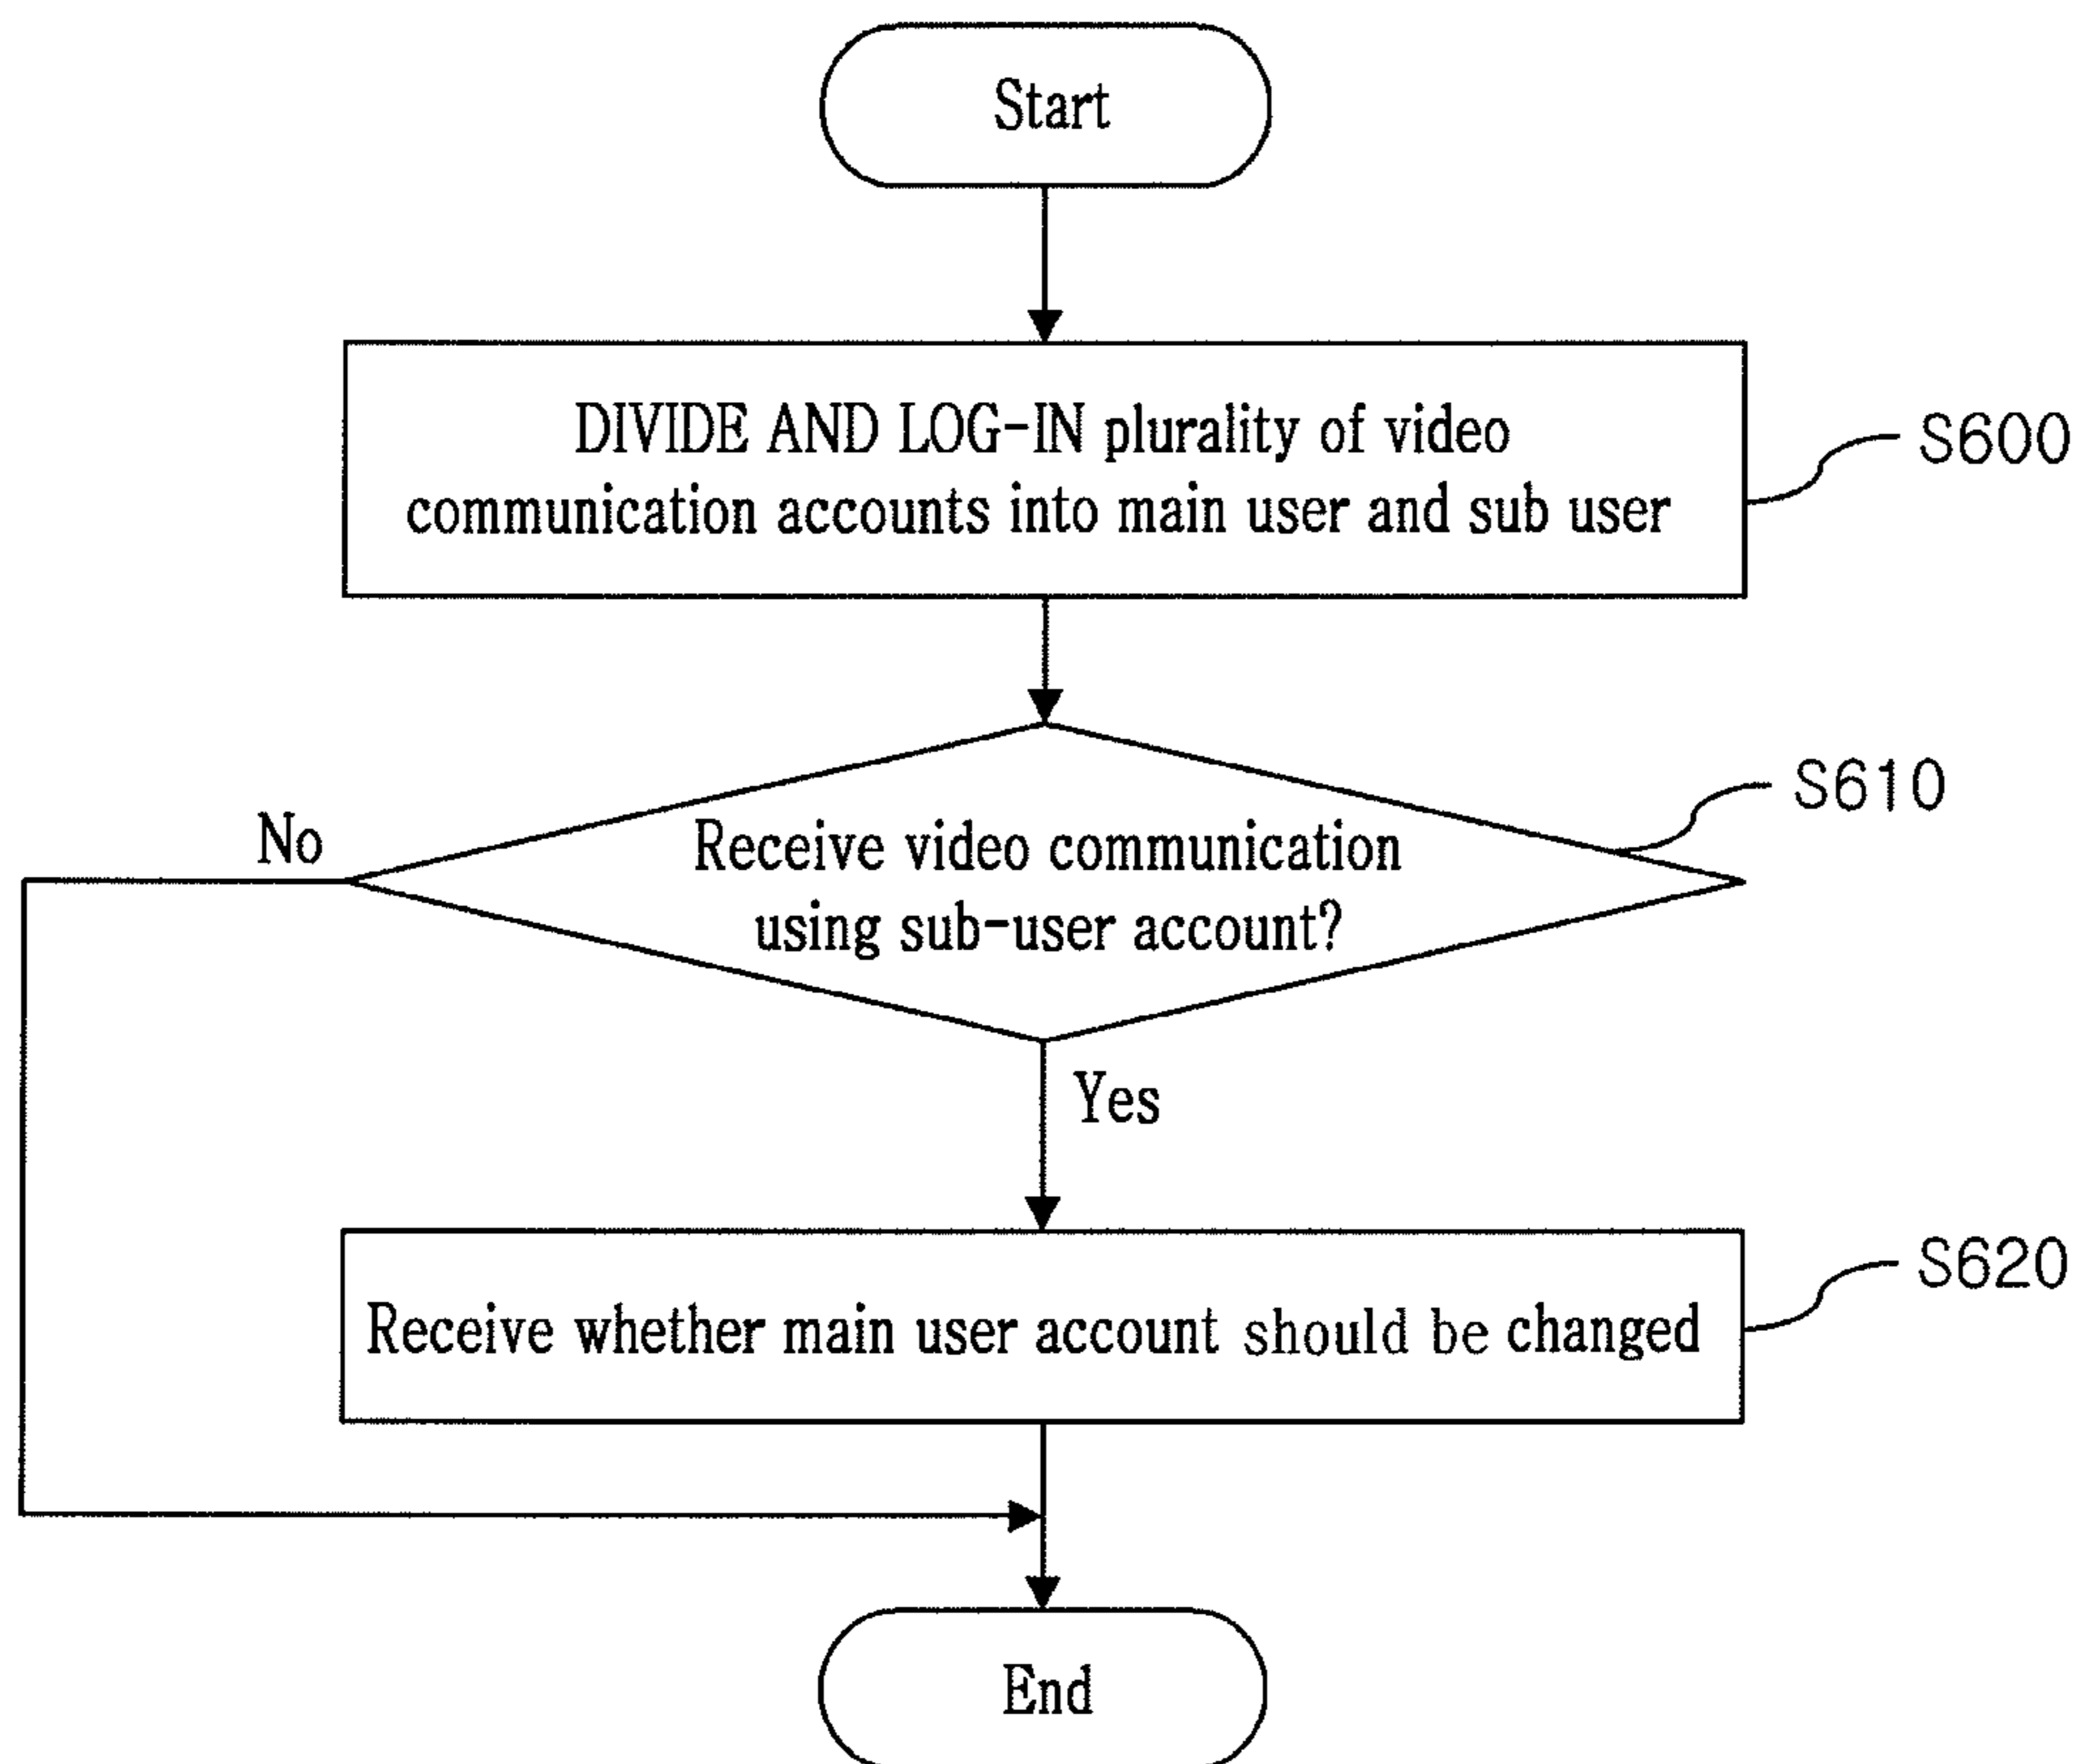 Start
DIVIDE AND LOG-IN plurality of video
communication accounts into main user and sub user
S600
S610
No
Receive video communication
using sub-user account?
Yes
S620
Receive whether main user account should be changed
End